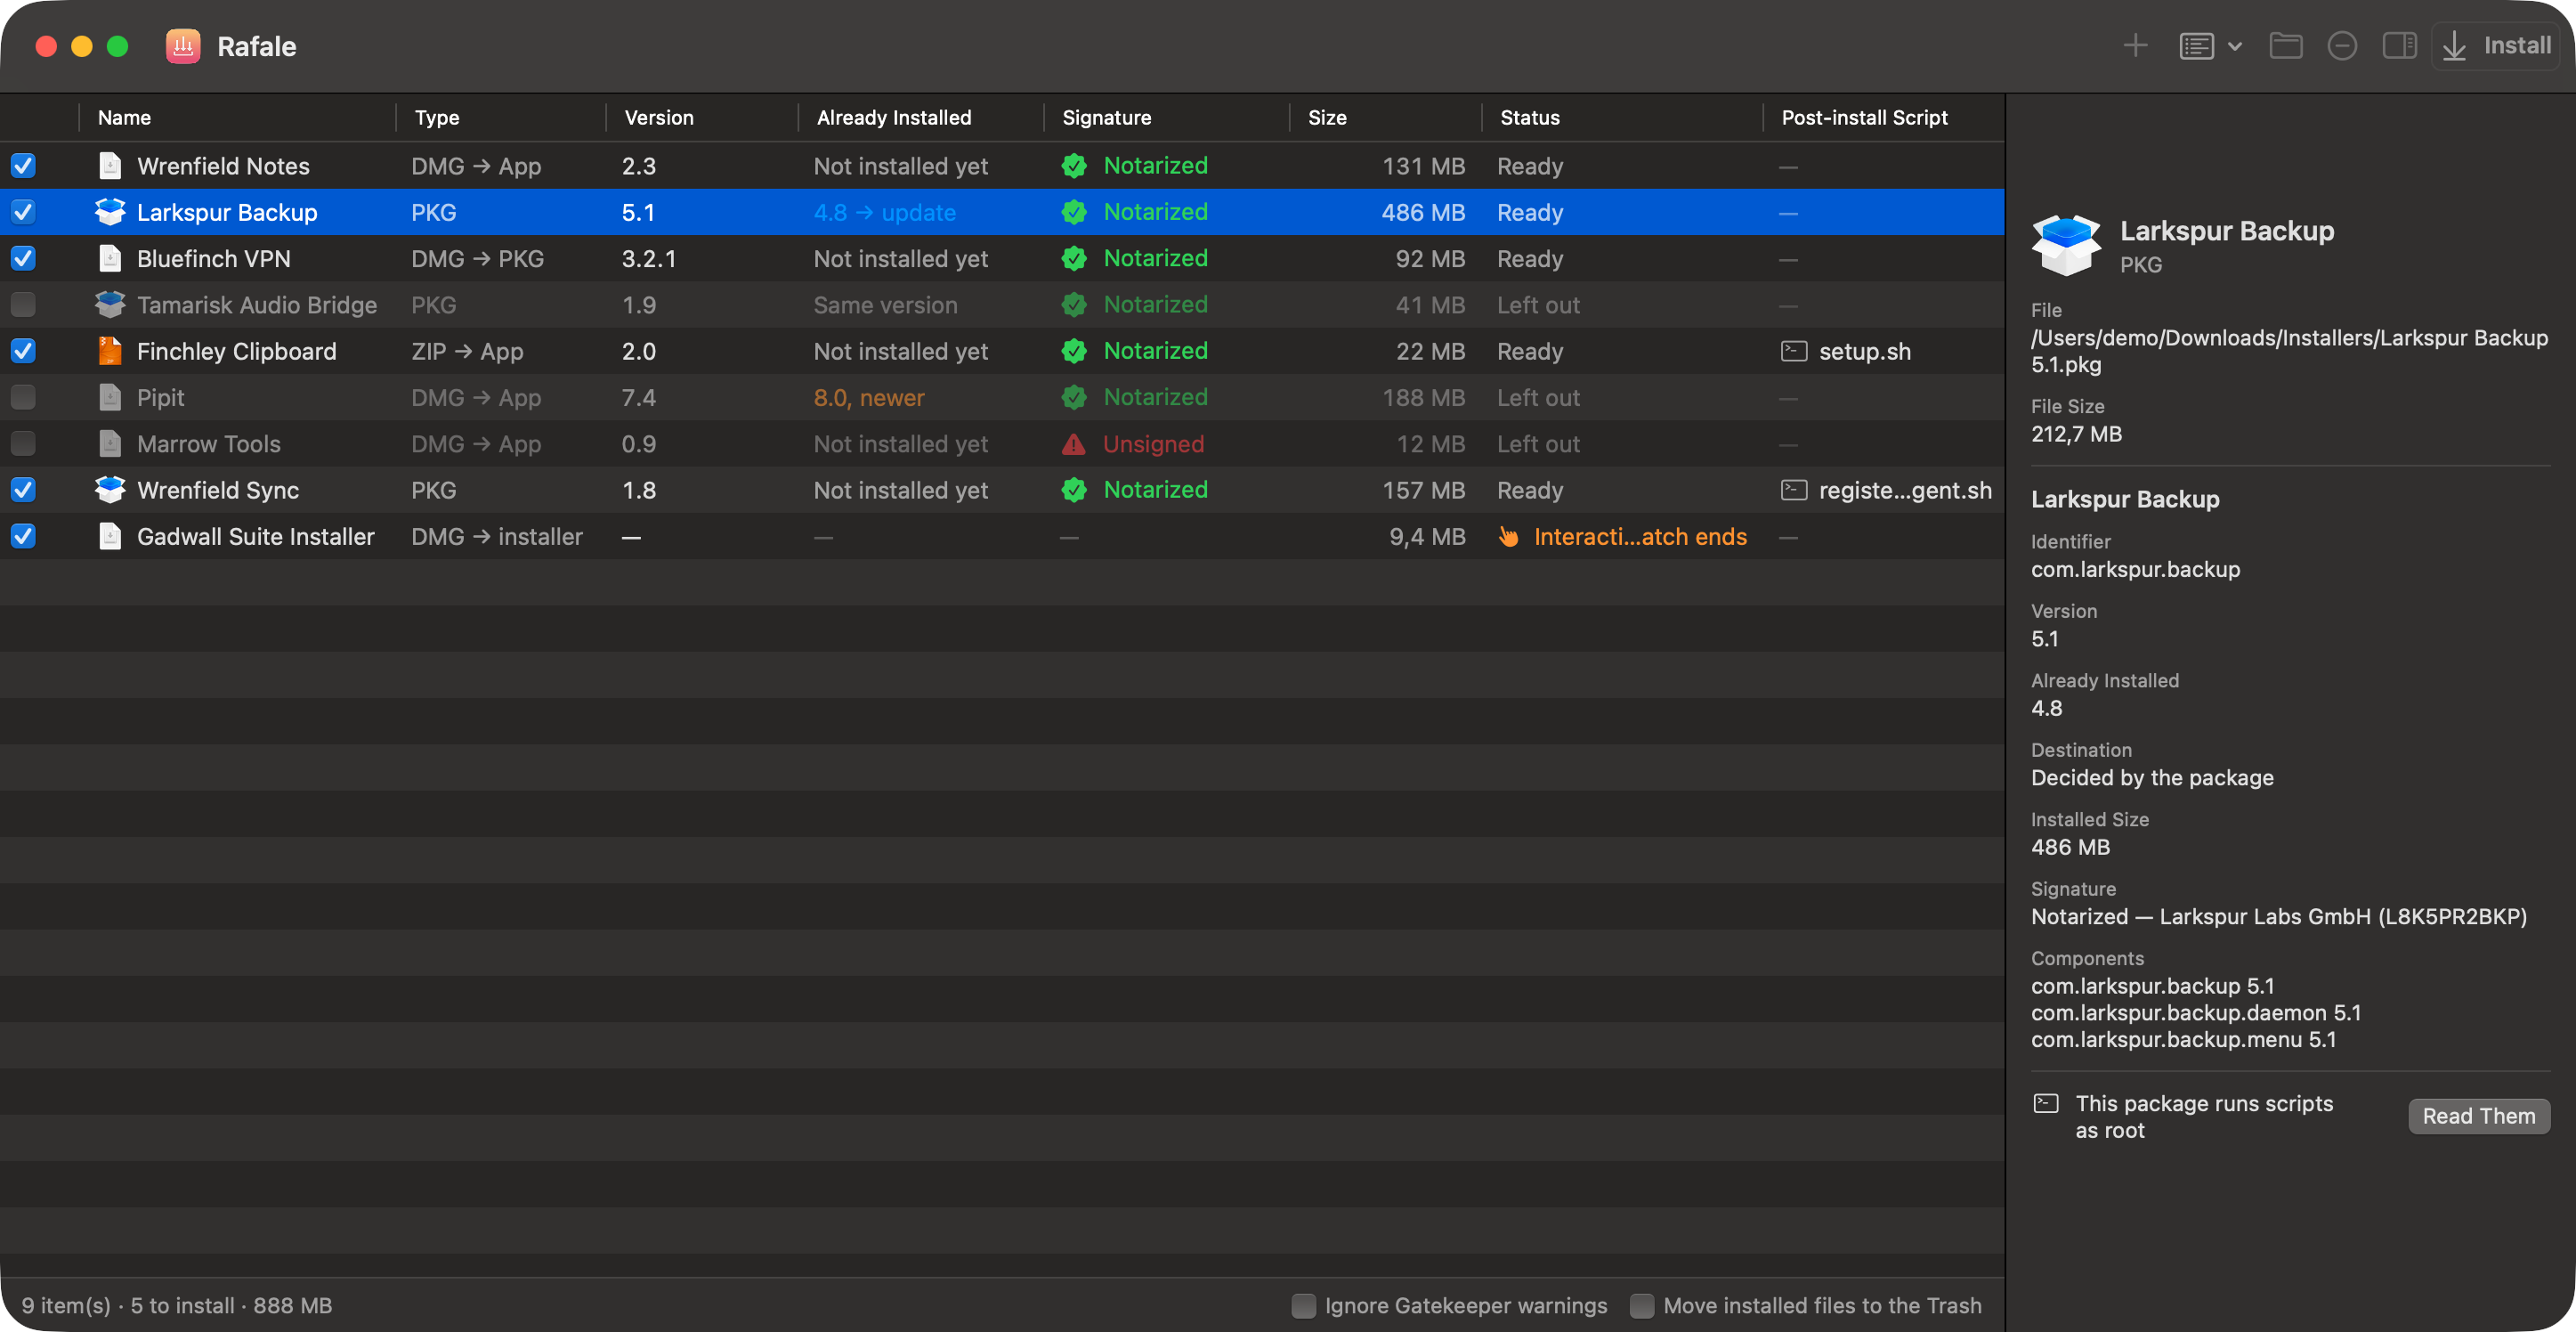 Rafale
Install
Name Type Version Already Installed Signature Size Status Post-install Script
Wrenfield Notes DMG → App 2.3 Not installed yet Notarized 131 MB Ready —
Larkspur Backup PKG 5.1 4.8 → update Notarized 486 MB Ready —
Bluefinch VPN DMG → PKG 3.2.1 Not installed yet Notarized 92 MB Ready —
Tamarisk Audio Bridge PKG 1.9 Same version Notarized 41 MB Left out —
Finchley Clipboard ZIP → App 2.0 Not installed yet Notarized 22 MB Ready setup.sh
Pipit DMG → App 7.4 8.0, newer Notarized 188 MB Left out —
Marrow Tools DMG → App 0.9 Not installed yet Unsigned 12 MB Left out —
Wrenfield Sync PKG 1.8 Not installed yet Notarized 157 MB Ready registe...gent.sh
Gadwall Suite Installer DMG → installer — — — 9,4 MB Interacti...atch ends —
9 item(s) · 5 to install · 888 MB
Ignore Gatekeeper warnings
Move installed files to the Trash
Larkspur Backup
PKG
File
/Users/demo/Downloads/Installers/Larkspur Backup
5.1.pkg
File Size
212,7 MB
Larkspur Backup
Identifier
com.larkspur.backup
Version
5.1
Already Installed
4.8
Destination
Decided by the package
Installed Size
486 MB
Signature
Notarized — Larkspur Labs GmbH (L8K5PR2BKP)
Components
com.larkspur.backup 5.1
com.larkspur.backup.daemon 5.1
com.larkspur.backup.menu 5.1
This package runs scripts
as root
Read Them